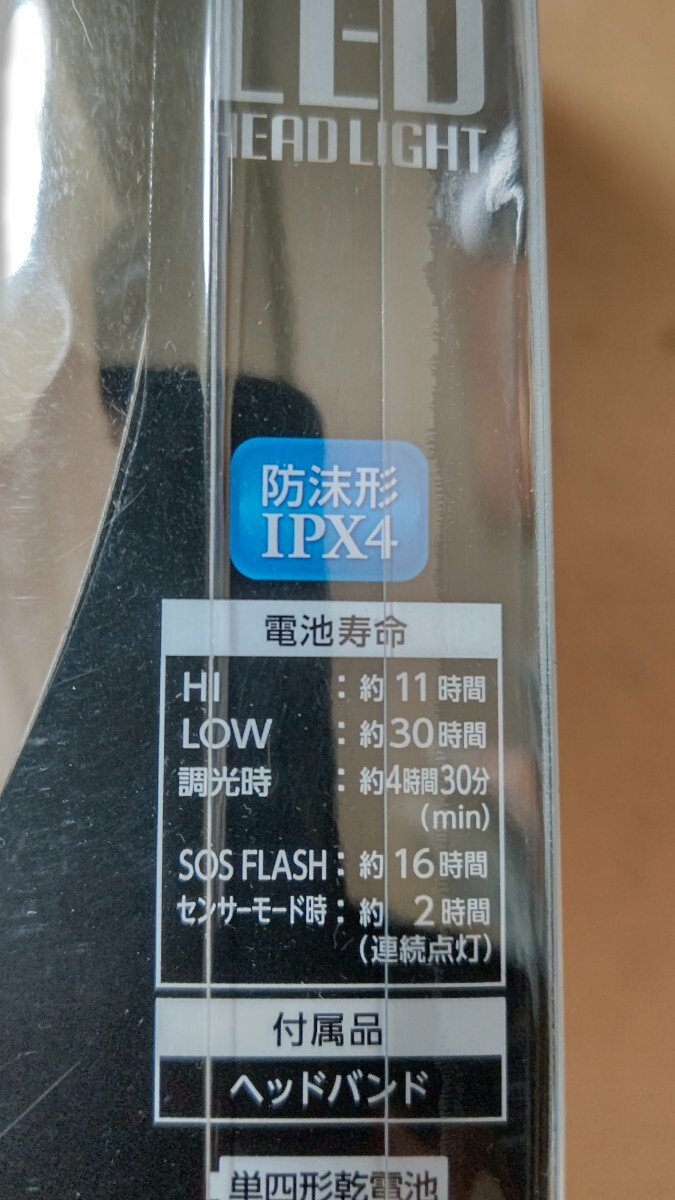 LED
HEAD LIGHT
防沫形
IPX4
電池寿命
HI : 約 11 時間
LOW : 約 30 時間
調光時 : 約4時間30分
(min)
SOS FLASH : 約 16 時間
センサーモード時 : 約 2 時間
(連続点灯)
付属品
ヘッドバンド
単四形乾電池